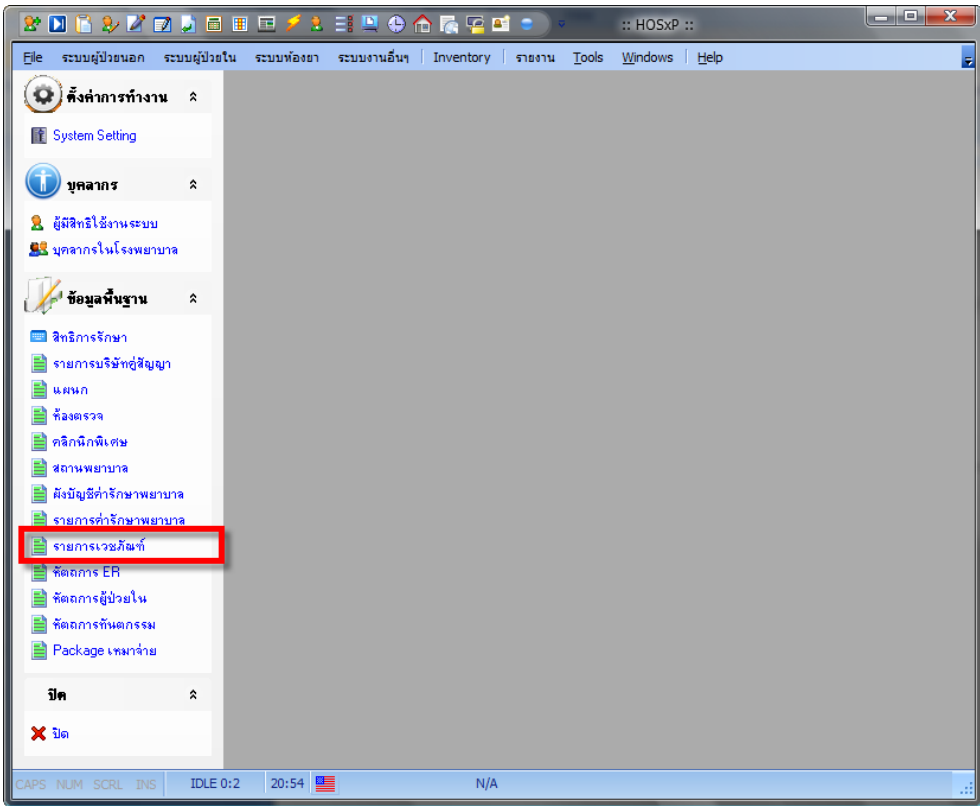 :: HOSxP ::
File ระบบผู้ป่วยนอก ระบบผู้ป่วยใน ระบบห้องยา ระบบงานอื่นๆ Inventory รายงาน Tools Windows Help
ตั้งค่าการทำงาน
System Setting
บุคลากร
ผู้มีสิทธิใช้งานระบบ
บุคลากรในโรงพยาบาล
ข้อมูลพื้นฐาน
สิทธิการรักษา
รายการบริษัทคู่สัญญา
แผนก
ห้องตรวจ
คลิกนิกพิเศษ
สถานพยาบาล
ผังบัญชีค่ารักษาพยาบาล
รายการค่ารักษาพยาบาล
รายการเวชภัณฑ์
หัตถการ ER
หัตถการผู้ป่วยใน
หัตถการทันตกรรม
Package เหมาจ่าย
ปิด
ปิด
CAPS NUM SCRL INS IDLE 0:2 20:54 N/A